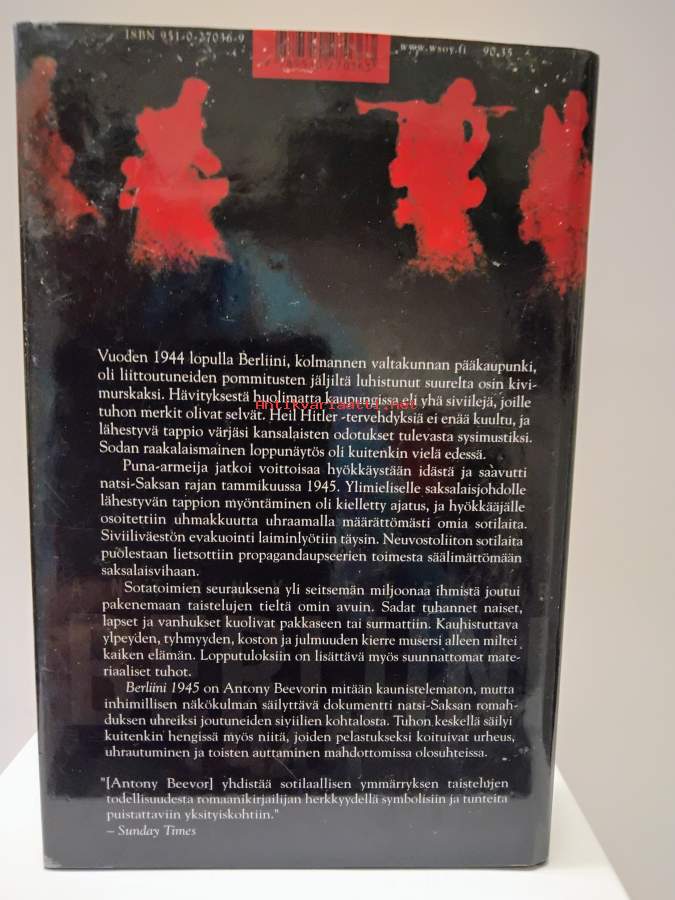 ISBN 951-0-27036-9
www.wsoy.fi 90.35
Vuoden 1944 lopulla Berliini, kolmannen valtakunnan pääkaupunki,
oli liittoutuneiden pommitusten jäljiltä luhistunut suurelta osin kivi-
murskaksi. Hävityksestä huolimatta kaupungissa eli yhä siviilejä, joille
Antikvariaatti.net
tuhon merkit olivat selvät. Heil Hitler -tervehdyksiä ei enää kuultu, ja
lähestyvä tappio värjäsi kansalaisten odotukset tulevasta sysimustiksi.
Sodan raakalaismainen loppunäytös oli kuitenkin vielä edessä.
Puna-armeija jatkoi voittoisaa hyökkäystään idästä ja saavutti
natsi-Saksan rajan tammikuussa 1945. Ylimieliselle saksalaisjohdolle
lähestyvän tappion myöntäminen oli kielletty ajatus, ja hyökkääjälle
osoitettiin uhmakkuutta uhraamalla määrättömästi omia sotilaita.
Siviiliväestön evakuointi laiminlyötiin täysin. Neuvostoliiton sotilaita
puolestaan lietsottiin propagandaupseerien toimesta säälimättömään
saksalaisvihaan.
Sotatoimien seurauksena yli seitsemän miljoonaa ihmistä joutui
pakenemaan taistelujen tieltä omin avuin. Sadat tuhannet naiset,
lapset ja vanhukset kuolivat pakkaseen tai surmattiin. Kauhistuttava
ylpeyden, tyhmyyden, koston ja julmuuden kierre mursersi alleen miltei
kaiken elämän. Lopputuloksiin on lisättävä myös suunnattomat mate-
riaaliset tuhot.
Berliini 1945 on Antony Beevorin mitään kaunistelematon, mutta
inhimillisen näkökulman säilyttävä dokumentti natsi-Saksan romah-
duksen uhreiksi joutuneiden siviilien kohtalosta. Tuhon keskellä säilyi
kuitenkin hengissä myös niitä, joiden pelastukseksi koituivat urheus,
uhrautuminen ja toisten auttaminen mahdottomissa olosuhteissa.
"[Antony Beevor] yhdistää sotilaallisen ymmärryksen taistelujen
todellisuudesta romaanikirjailijan herkkyydellä symbolisiin ja tunteita
puistattaviin yksityiskohtiin."
– Sunday Times